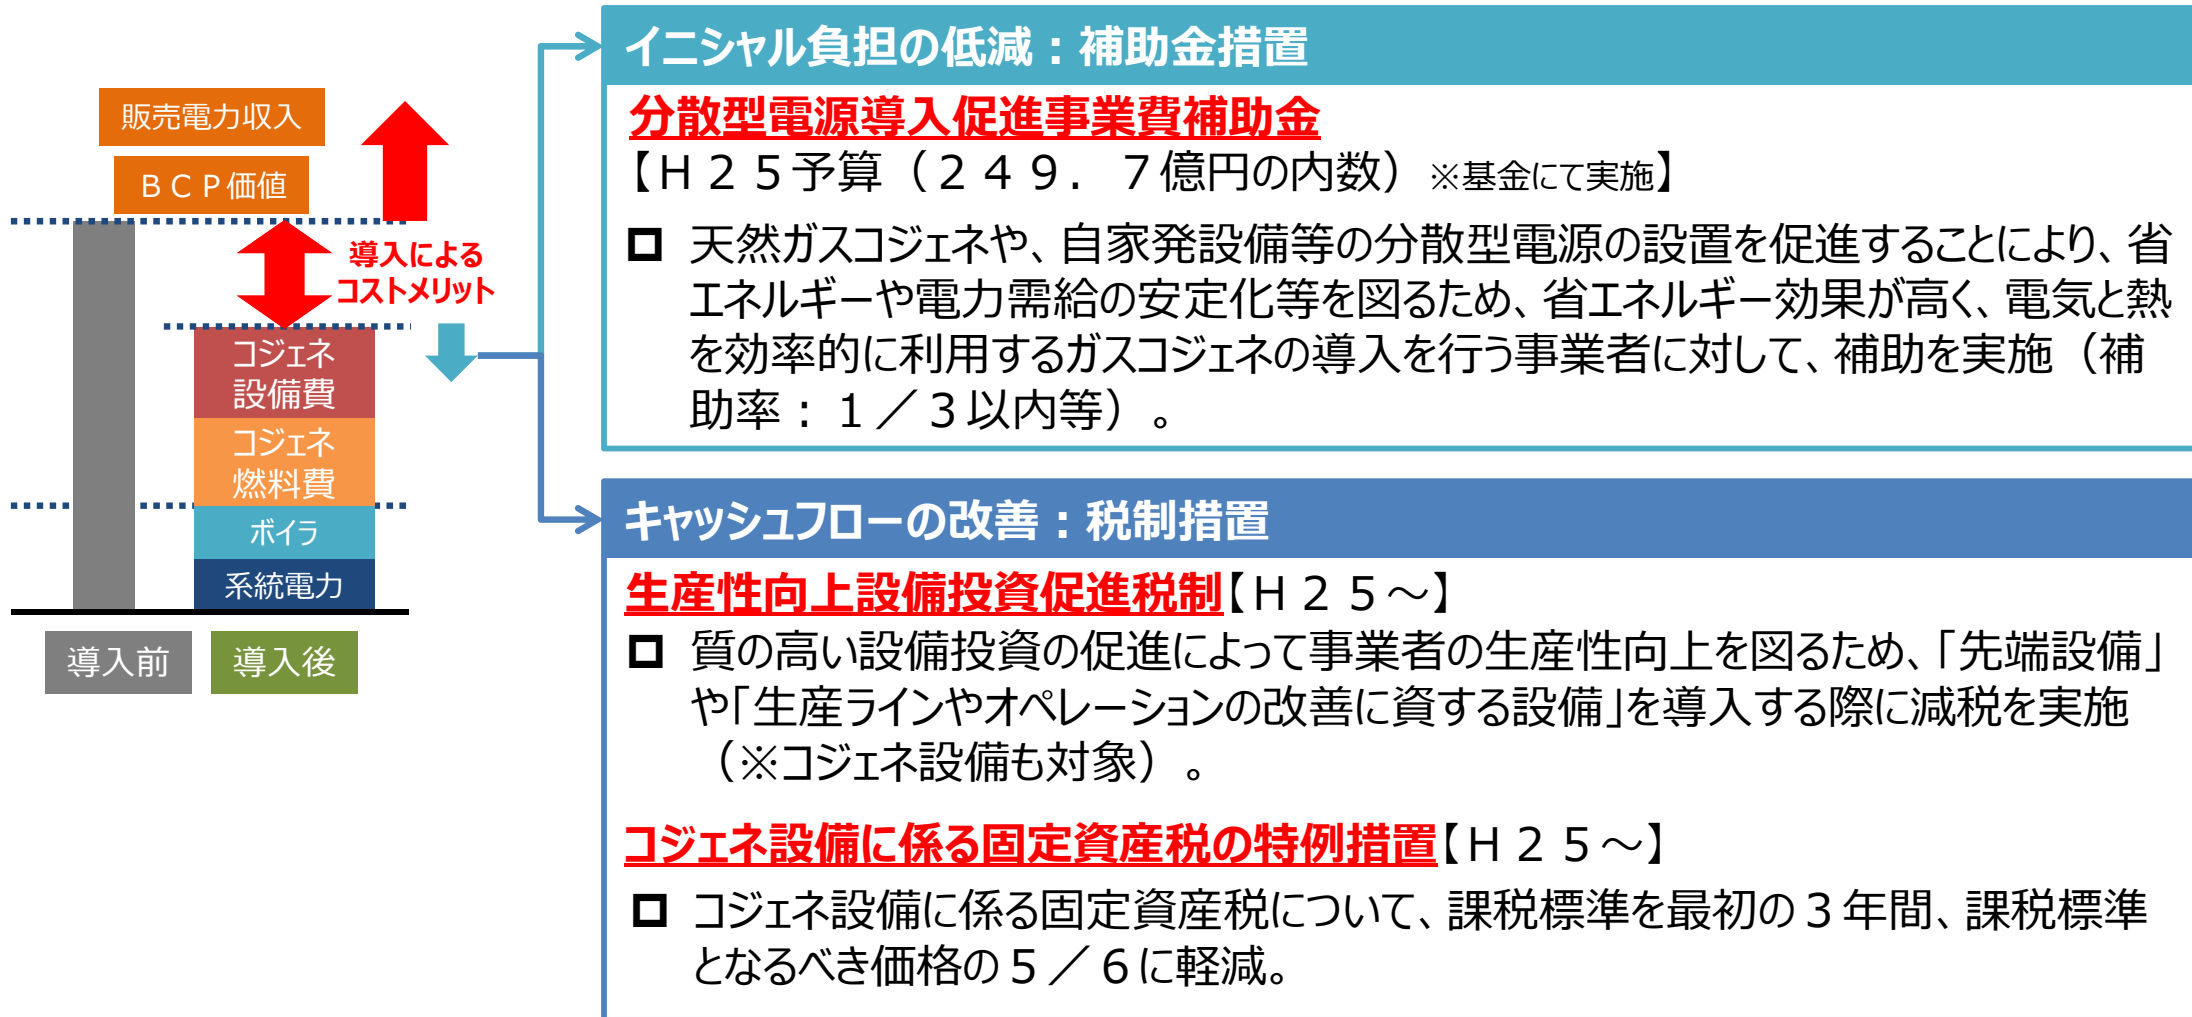 販売電力収入
ＢＣＰ価値
導入による
コストメリット
コジェネ
設備費
コジェネ
燃料費
ボイラ
系統電力
導入前
導入後
イニシャル負担の低減：補助金措置
分散型電源導入促進事業費補助金
【Ｈ２５予算（２４９．７億円の内数）※基金にて実施】
天然ガスコジェネや、自家発設備等の分散型電源の設置を促進することにより、省
エネルギーや電力需給の安定化等を図るため、省エネルギー効果が高く、電気と熱
を効率的に利用するガスコジェネの導入を行う事業者に対して、補助を実施（補
助率：１／３以内等）。
キャッシュフローの改善：税制措置
生産性向上設備投資促進税制【Ｈ２５～】
質の高い設備投資の促進によって事業者の生産性向上を図るため、「先端設備」
や「生産ラインやオペレーションの改善に資する設備」を導入する際に減税を実施
（※コジェネ設備も対象）。
コジェネ設備に係る固定資産税の特例措置【Ｈ２５～】
コジェネ設備に係る固定資産税について、課税標準を最初の３年間、課税標準
となるべき価格の５／６に軽減。